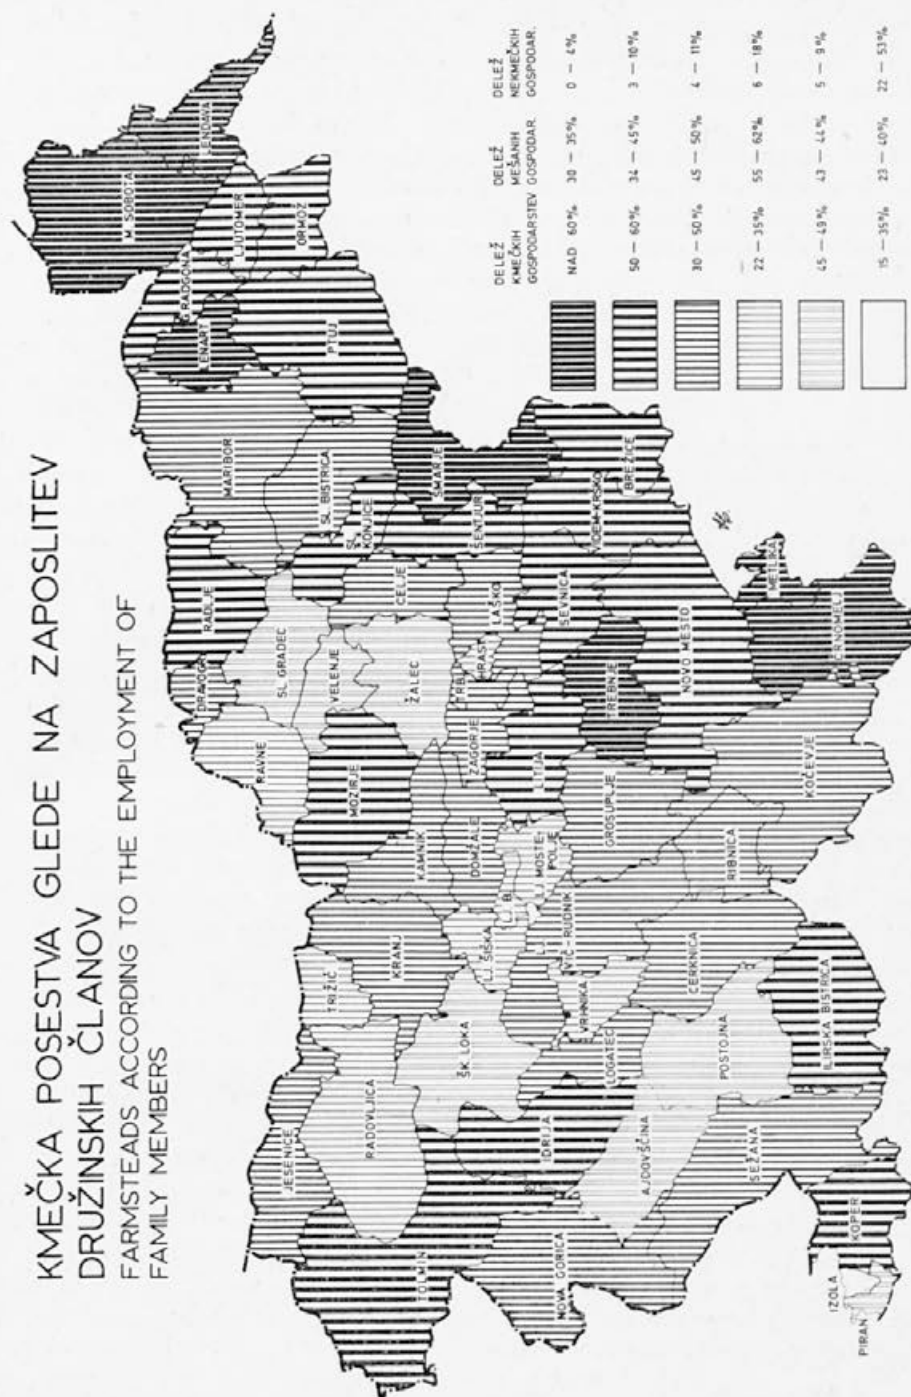 KMEČKA POSESTVA GLEDE NA ZAPOSLITEV
DRUŽINSKIH ČLANOV
FARMSTEADS ACCORDING TO THE EMPLOYMENT OF
FAMILY MEMBERS
M. SOBOTA
LENDAVA
G. RADGONA
LJUTOMER
ORMOŽ
LENART
PTUJ
MARIBOR
SL. BISTRICA
SL.
KONJICE
ŠMARJE
ŠENTJUR
RADLJE
DRAVOGR.
RAVNE
SL. GRADEC
VELENJE
ŽALEC
CELJE
LAŠKO
MOZIRJE
TRB.
HRAST.
ZAGORJE
SEVNICA
VIDEM-KRŠKO
BREŽICE
LITIJA
TREBNJE
NOVO MESTO
METLIKA
ČRNOMELJ
KAMNIK
DOMŽALE
LJ. MOSTE-
POLJE
LJ. B.
LJ. ŠIŠKA
LJ.
VIČ-RUDNIK
GROSUPLJE
KOČEVJE
RIBNICA
KRANJ
TRŽIČ
JESENICE
RADOVLJICA
ŠK. LOKA
VRHNIKA
LOGATEC
CERKNICA
IDRIJA
TOLMIN
AJDOVŠČINA
POSTOJNA
ILIRSKA BISTRICA
NOVA GORICA
SEŽANA
KOPER
IZOLA
PIRAN
DELEŽ DELEŽ DELEŽ
KMEČKIH MEŠANIH NEKMEČKIH
GOSPODARSTEV GOSPODAR. GOSPODAR.
NAD 60% 30 — 35% 0 — 4%
50 — 60% 34 — 45% 3 — 10%
30 — 50% 45 — 50% 4 — 11%
22 — 35% 55 — 62% 6 — 18%
45 — 49% 43 — 44% 5 — 9%
15 — 35% 23 — 40% 22 — 53%